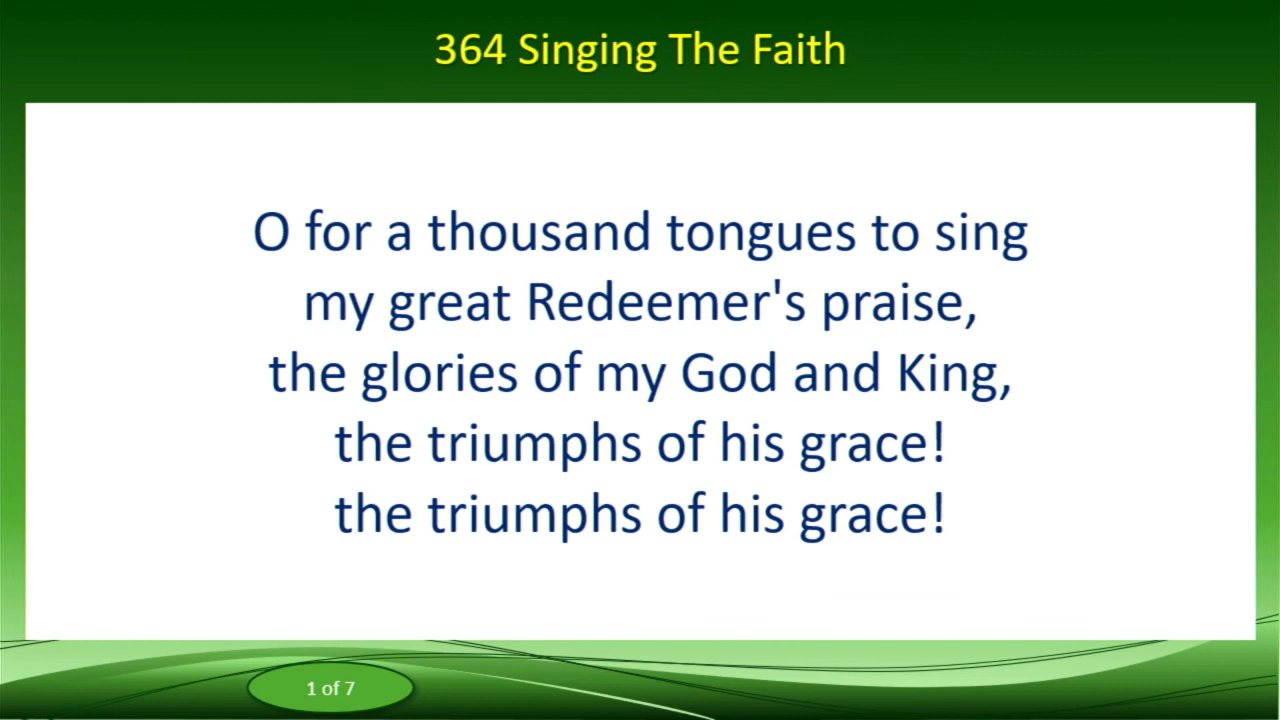 364 Singing The Faith
O for a thousand tongues to sing
my great Redeemer's praise,
the glories of my God and King,
the triumphs of his grace!
the triumphs of his grace!
1 of 7